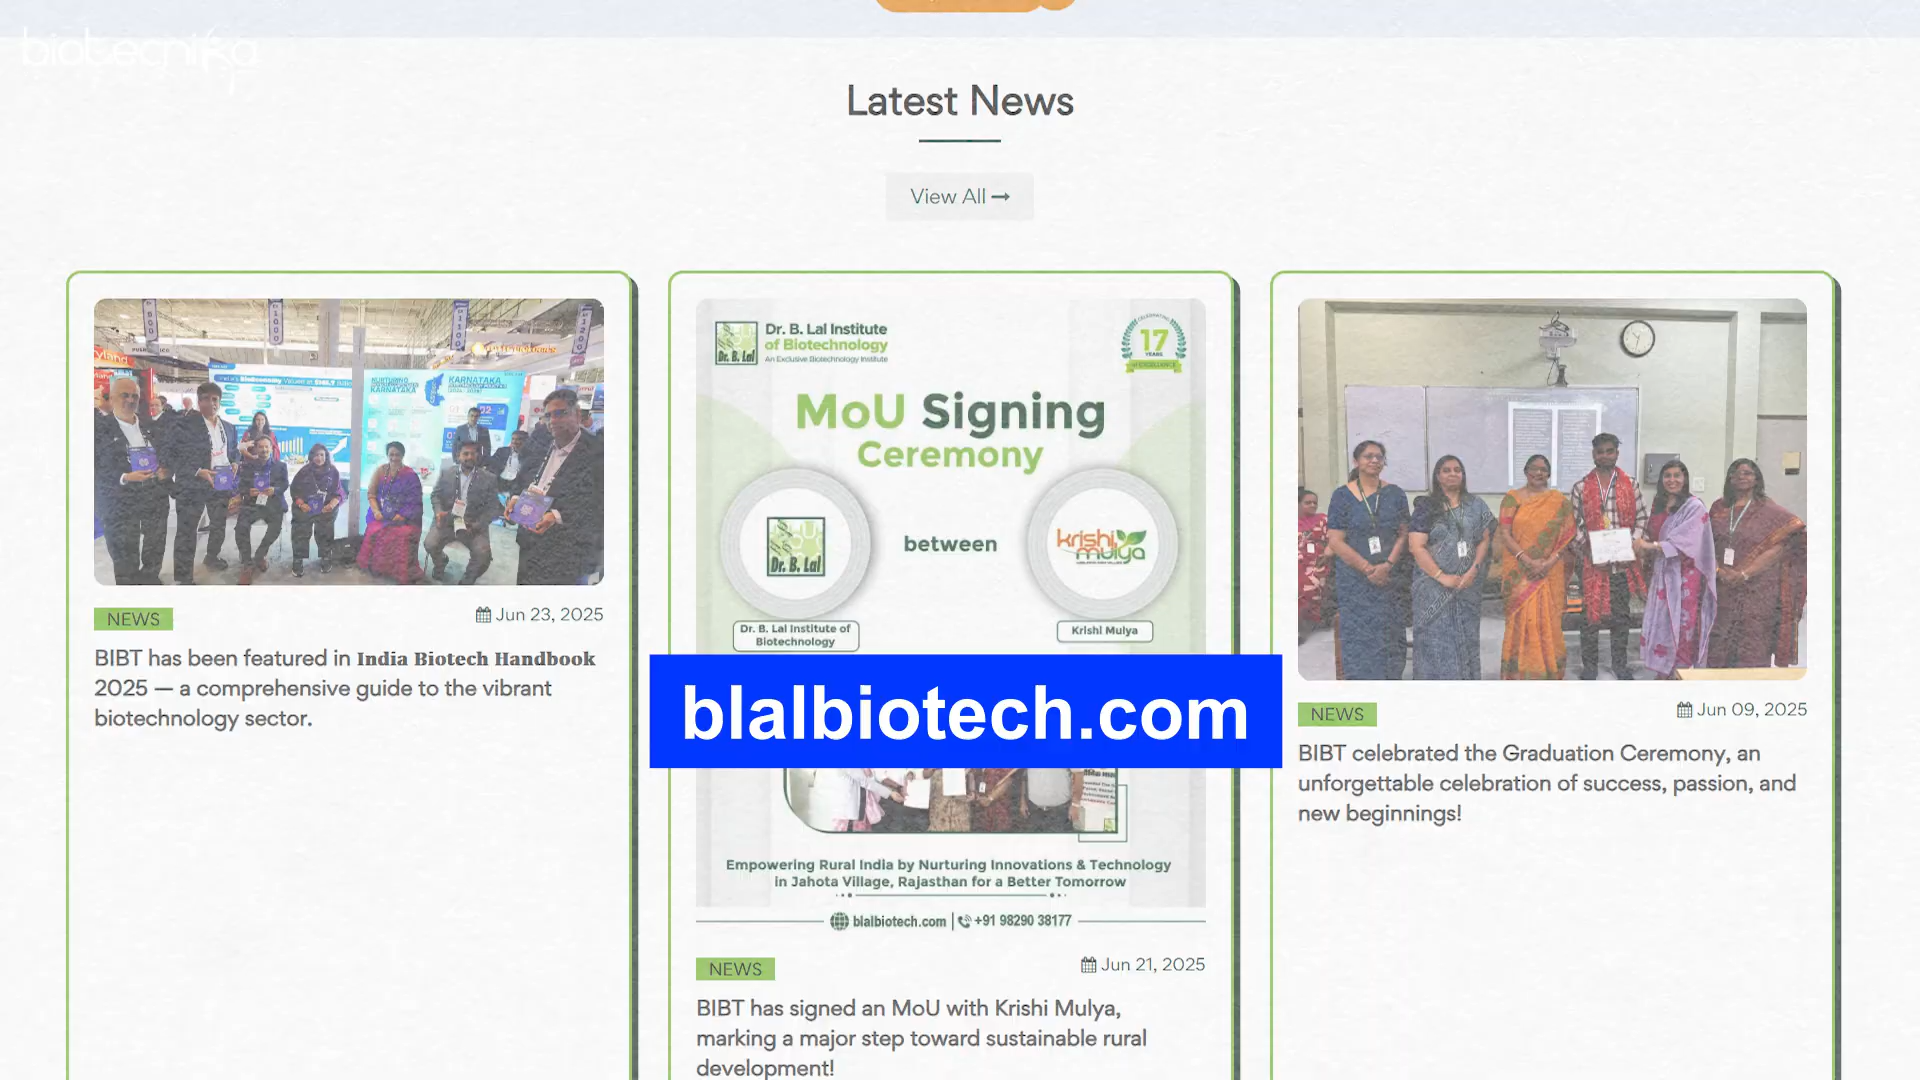 biotecnika
Latest News
View All
NEWS
Jun 23, 2025
BIBT has been featured in India Biotech Handbook
2025 — a comprehensive guide to the vibrant
biotechnology sector.
Dr. B. Lal
Dr. B. Lal Institute
of Biotechnology
An Exclusive Biotechnology Institute
CELEBRATING
17
YEARS
OF EXCELLENCE
MoU Signing
Ceremony
Dr. B. Lal
between
krishi
mulya
Dr. B. Lal Institute of
Biotechnology
Krishi Mulya
blalbiotech.com
Empowering Rural India by Nurturing Innovations & Technology
in Jahota Village, Rajasthan for a Better Tomorrow
blalbiotech.com | +91 98290 38177
NEWS
Jun 21, 2025
BIBT has signed an MoU with Krishi Mulya,
marking a major step toward sustainable rural
development!
NEWS
Jun 09, 2025
BIBT celebrated the Graduation Ceremony, an
unforgettable celebration of success, passion, and
new beginnings!